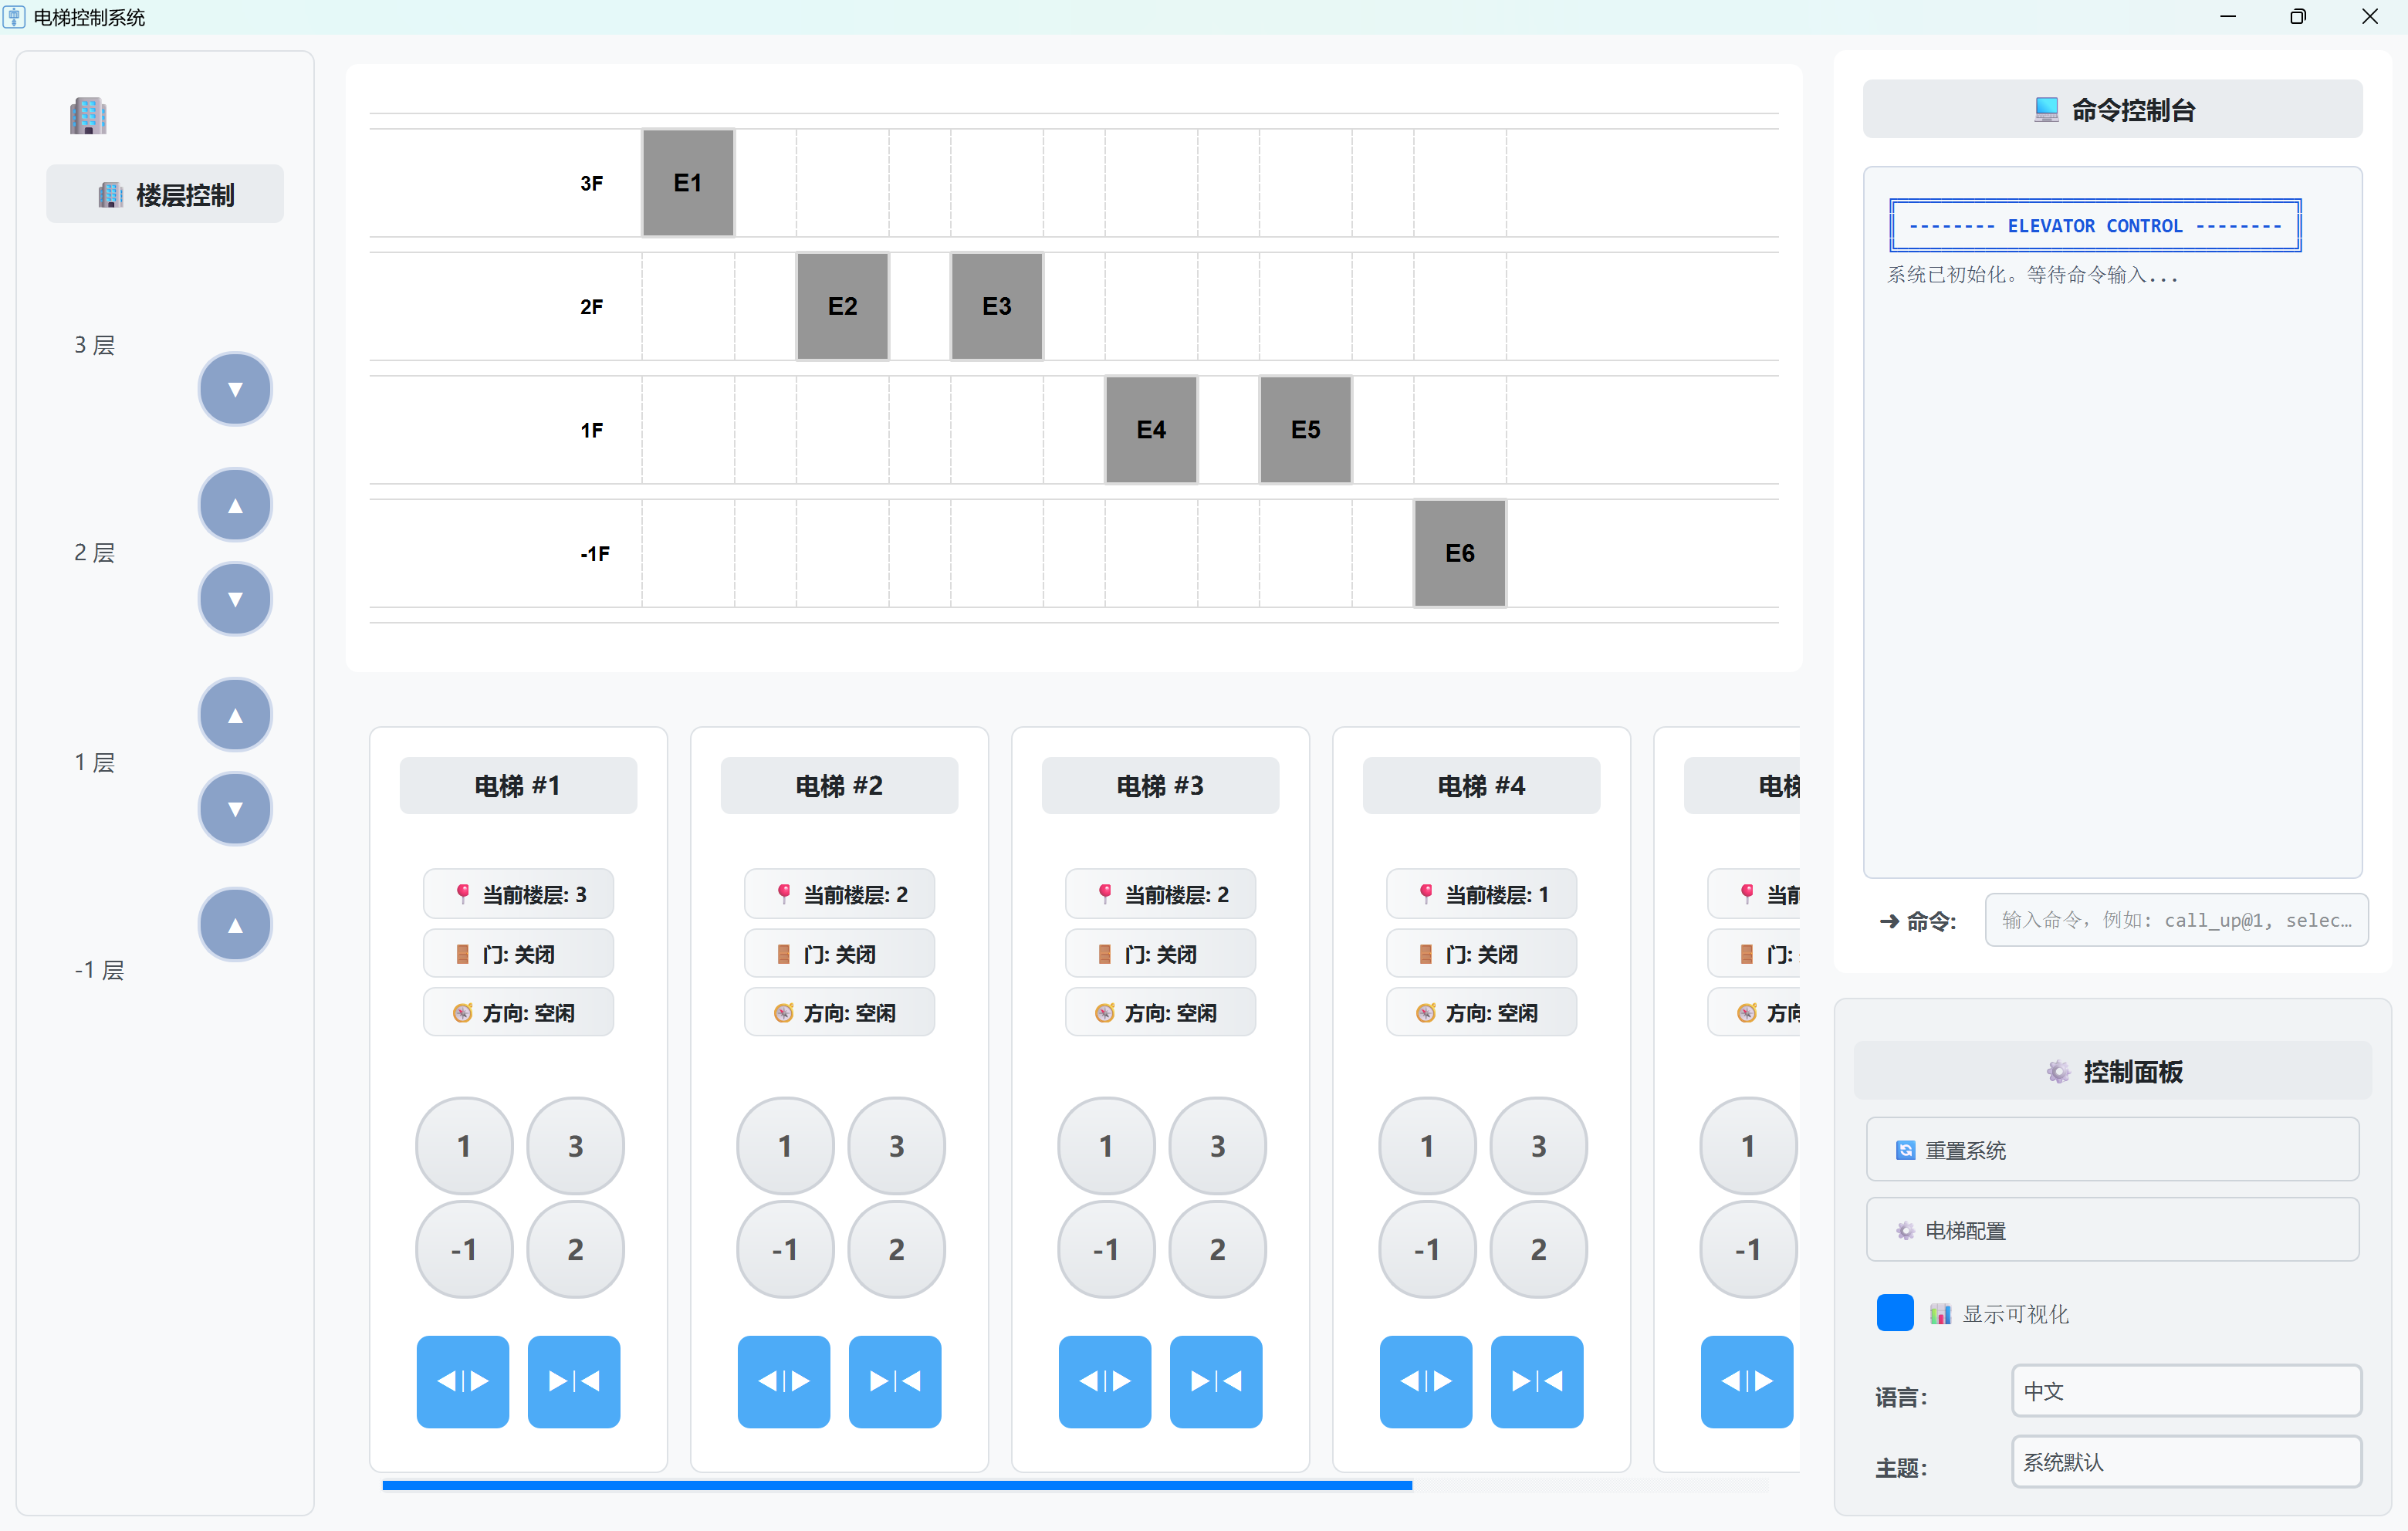 电梯控制系统
楼层控制
3 层
▼
▲
2 层
▼
▲
1 层
▼
▲
-1 层
3F
E1
2F
E2
E3
1F
E4
E5
-1F
E6
电梯 #1
当前楼层: 3
门: 关闭
方向: 空闲
1
3
-1
2
◀|▶
▶|◀
电梯 #2
当前楼层: 2
门: 关闭
方向: 空闲
1
3
-1
2
◀|▶
▶|◀
电梯 #3
当前楼层: 2
门: 关闭
方向: 空闲
1
3
-1
2
◀|▶
▶|◀
电梯 #4
当前楼层: 1
门: 关闭
方向: 空闲
1
3
-1
2
◀|▶
▶|◀
电梯
当前
门:
方向
1
-1
◀|▶
命令控制台
-------- ELEVATOR CONTROL --------
系统已初始化。等待命令输入...
➜ 命令:
输入命令，例如: call_up@1, selec…
控制面板
重置系统
电梯配置
显示可视化
语言:
中文
主题:
系统默认